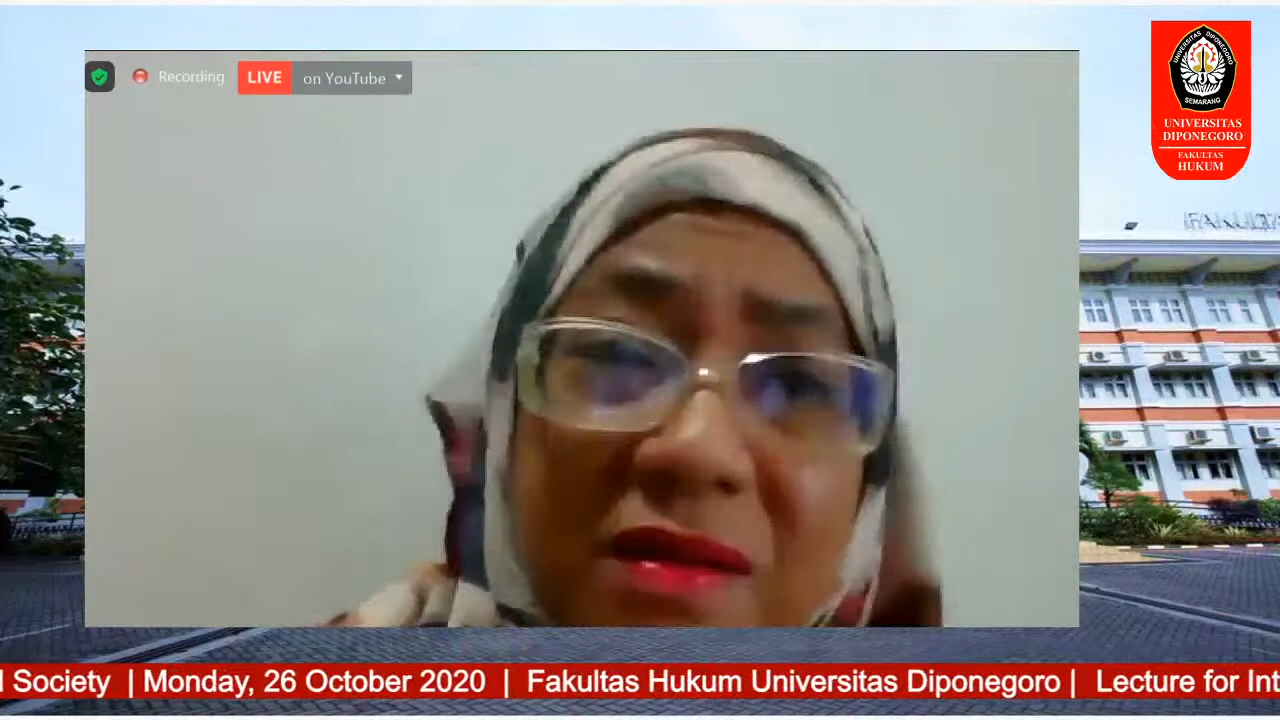 Recording LIVE on YouTube
UNIVERSITAS DIPONEGORO
SEMARANG
UNIVERSITAS
DIPONEGORO
FAKULTAS
HUKUM
FAKULTA
Society | Monday, 26 October 2020 | Fakultas Hukum Universitas Diponegoro | Lecture for Int